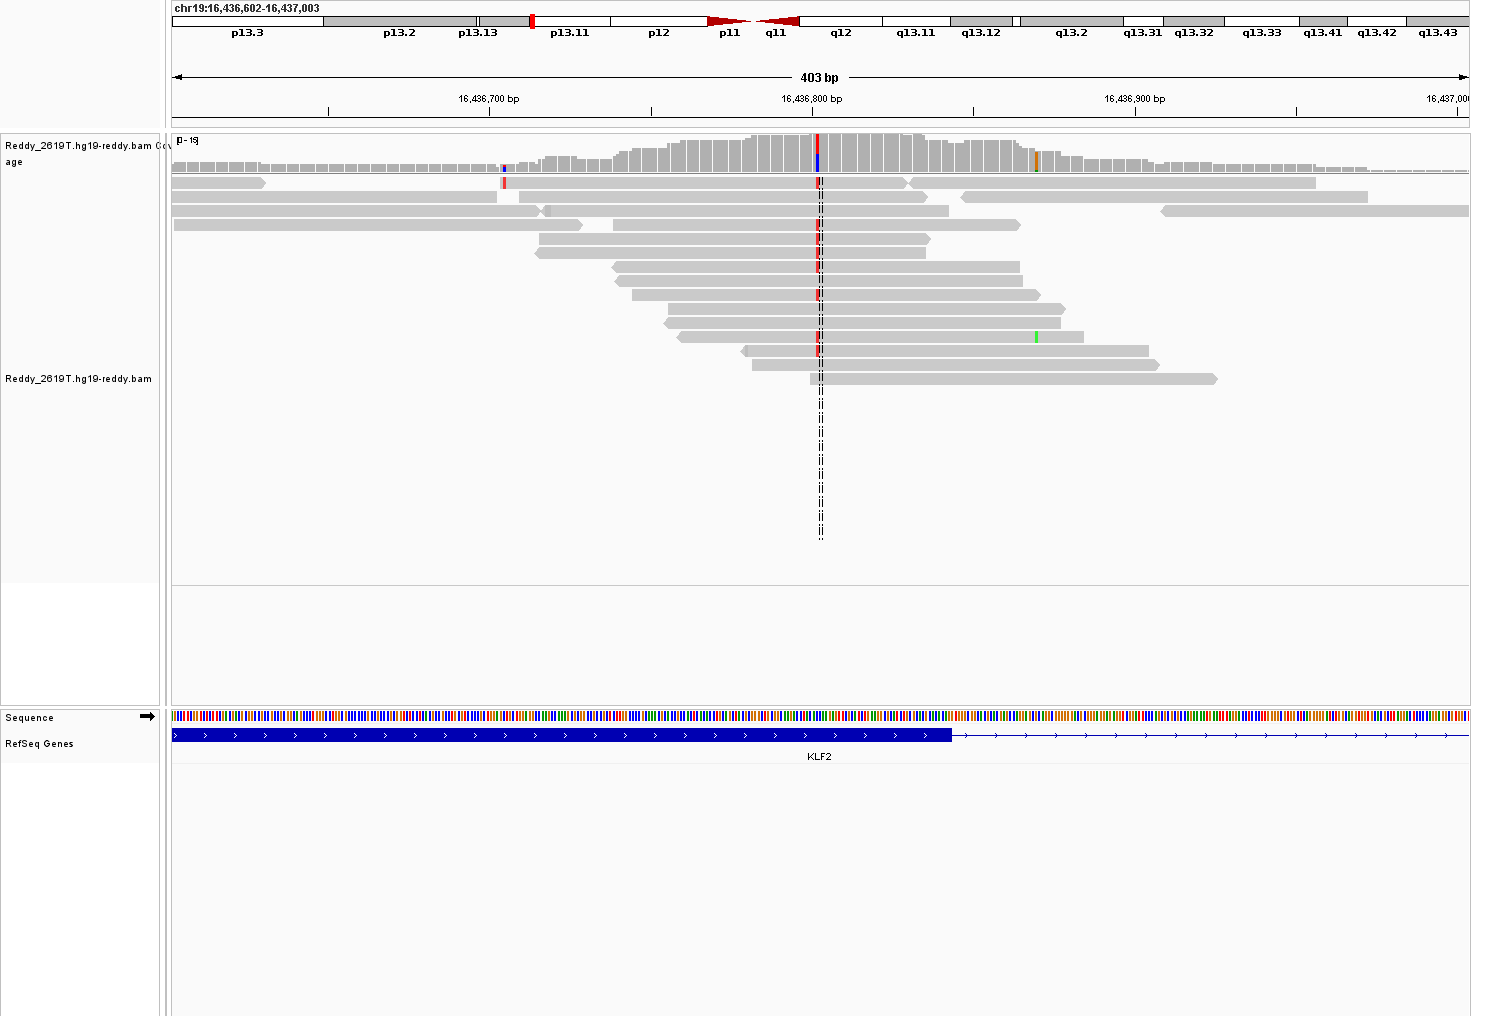 chr19:16,436,602-16,437,003
p13.3 p13.2 p13.13 p13.11 p12 p11 q11 q12 q13.11 q13.12 q13.2 q13.31 q13.32 q13.33 q13.41 q13.42 q13.43
403 bp
16,436,700 bp 16,436,800 bp 16,436,900 bp 16,437,000
Reddy_2619T.hg19-reddy.bam Cov
age
[0 - 19]
Reddy_2619T.hg19-reddy.bam
Sequence
RefSeq Genes
KLF2